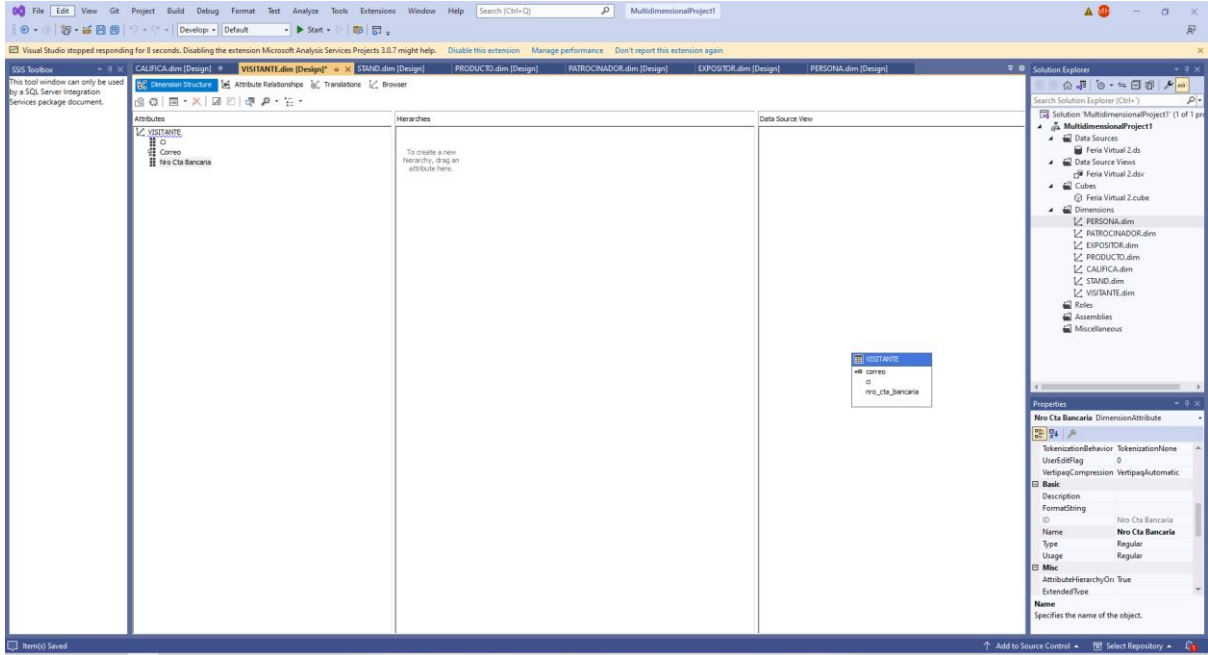 File Edit View Git Project Build Debug Format Test Analyze Tools Extensions Window Help Search (Ctrl+Q) MultidimensionalProject1
Develop Default Start
Visual Studio stopped responding for 8 seconds. Disabling the extension Microsoft Analysis Services Projects 3.0.7 might help. Disable this extension Manage performance Don't report this extension again
SSIS Toolbox
This tool window can only be used
by a SQL Server Integration
Services package document.
CALIFICA.dim [Design] VISITANTE.dim [Design]* STAND.dim [Design] PRODUCTO.dim [Design] PATROCINADOR.dim [Design] EXPOSITOR.dim [Design] PERSONA.dim [Design]
Dimension Structure Attribute Relationships Translations Browser
Attributes
VISITANTE
Ci
Correo
Nro Cta Bancaria
Hierarchies
To create a new
hierarchy, drag an
attribute here.
Data Source View
VISITANTE
correo
ci
nro_cta_bancaria
Solution Explorer
Search Solution Explorer (Ctrl+')
Solution 'MultidimensionalProject1' (1 of 1 pr
MultidimensionalProject1
Data Sources
Feria Virtual 2.ds
Data Source Views
Feria Virtual 2.dsv
Cubes
Feria Virtual 2.cube
Dimensions
PERSONA.dim
PATROCINADOR.dim
EXPOSITOR.dim
PRODUCTO.dim
CALIFICA.dim
STAND.dim
VISITANTE.dim
Roles
Assemblies
Miscellaneous
Properties
Nro Cta Bancaria DimensionAttribute
TokenizationBehavior TokenizationNone
UserEditFlag 0
VertipaqCompression VertipaqAutomatic
Basic
Description
FormatString
ID Nro Cta Bancaria
Name Nro Cta Bancaria
Type Regular
Usage Regular
Misc
AttributeHierarchyOr True
ExtendedType
Name
Specifies the name of the object.
Item(s) Saved Add to Source Control Select Repository 1